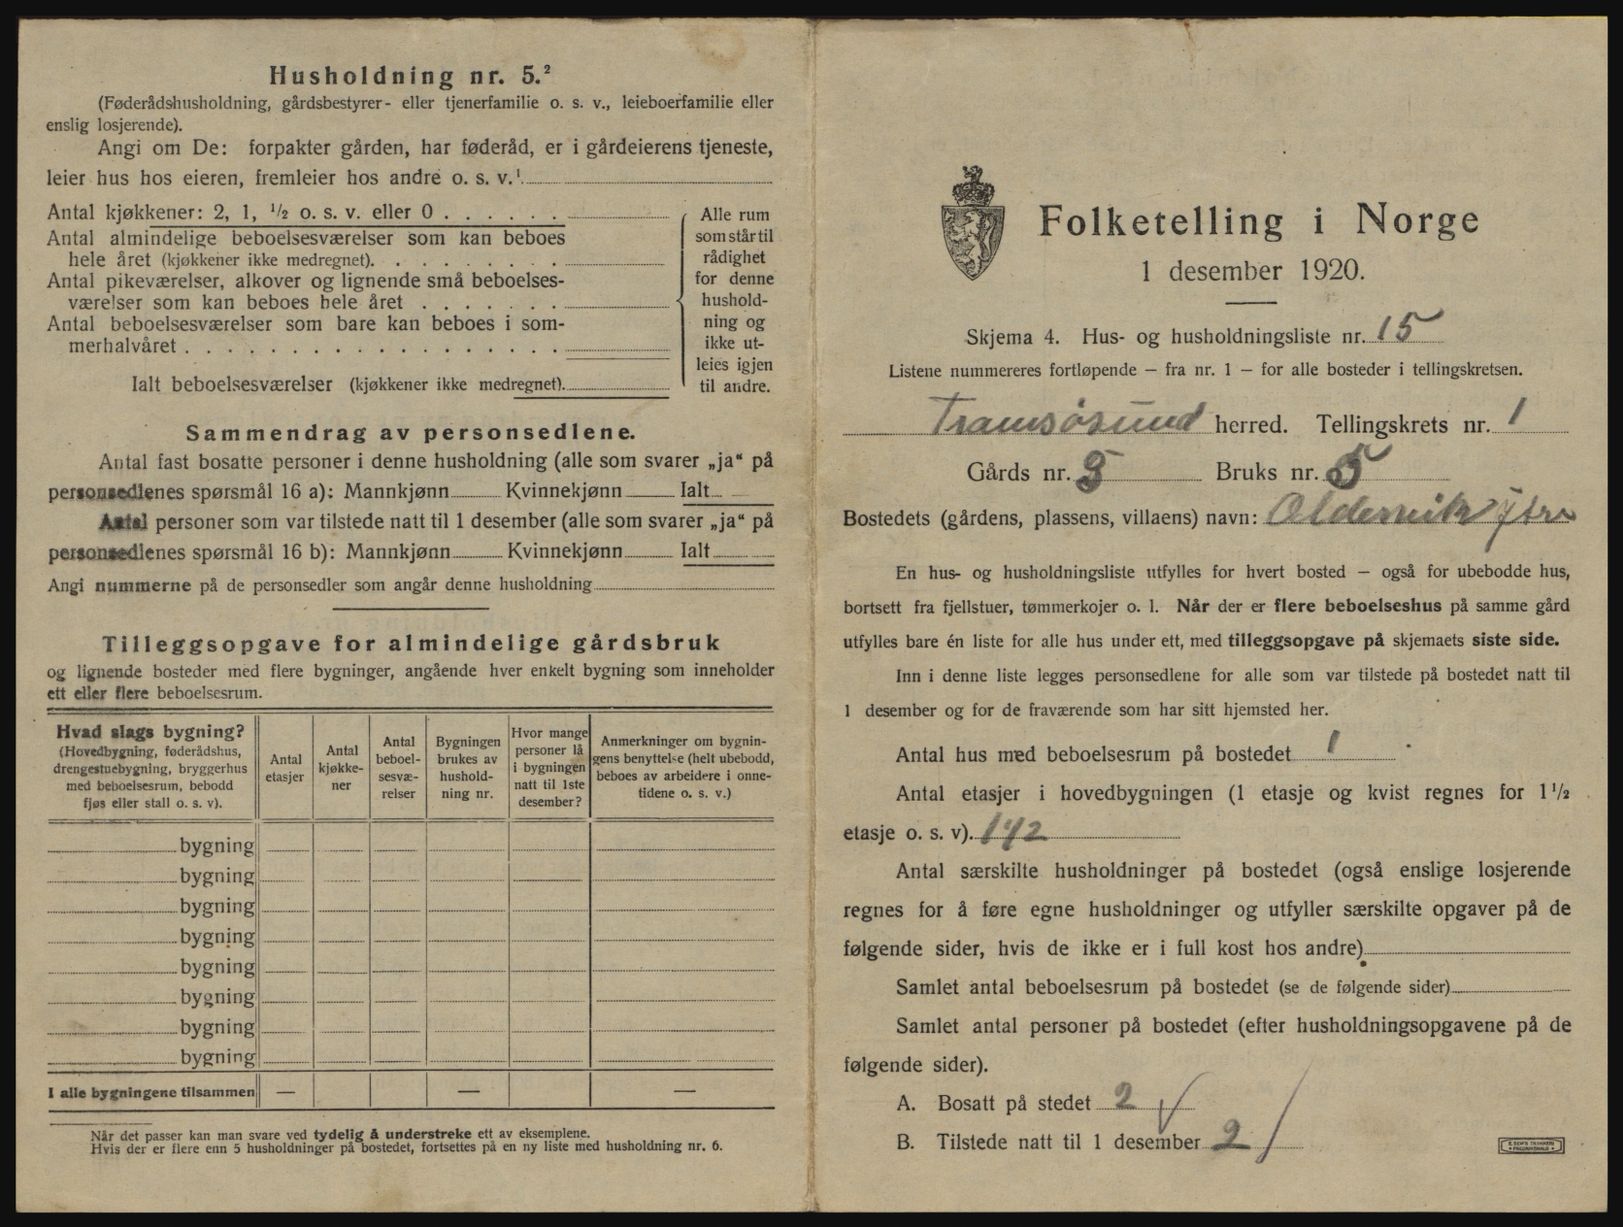 Husholdning nr. 5.²
(Føderådshusholdning, gårdsbestyrer- eller tjenerfamilie o. s. v., leieboerfamilie eller
enslig losjerende).
Angi om De: forpakter gården, har føderåd, er i gårdeierens tjeneste,
leier hus hos eieren, fremleier hos andre o. s. v.¹
Antal kjøkkener: 2, 1, ½ o. s. v. eller 0 . . . . . .
Antal almindelige beboelsesværelser som kan beboes
hele året (kjøkkener ikke medregnet). . . . . . . .
Antal pikeværelser, alkover og lignende små beboelses-
værelser som kan beboes hele året . . . . . . .
Antal beboelsesværelser som bare kan beboes i som-
merhalvåret . . . . . . . . . . . . . . . . . .
Ialt beboelsesværelser (kjøkkener ikke medregnet).
Alle rum
som står til
rådighet
for denne
hushold-
ning og
ikke ut-
leies igjen
til andre.
Sammendrag av personsedlene.
Antal fast bosatte personer i denne husholdning (alle som svarer „ja“ på
personsedlenes spørsmål 16 a): Mannkjønn Kvinnekjønn Ialt
Antal personer som var tilstede natt til 1 desember (alle som svarer „ja“ på
personsedlenes spørsmål 16 b): Mannkjønn Kvinnekjønn Ialt
Angi nummerne på de personsedler som angår denne husholdning
Tilleggsopgave for almindelige gårdsbruk
og lignende bosteder med flere bygninger, angående hver enkelt bygning som inneholder
ett eller flere beboelsesrum.
Hvad slags bygning?
(Hovedbygning, føderådshus,
drengestuebygning, bryggerhus
med beboelsesrum, bebodd
fjøs eller stall o. s. v).
Antal
etasjer
Antal
kjøkke-
ner
Antal
beboel-
sesvæ-
relser
Bygningen
brukes av
hushold-
ning nr.
Hvor mange
personer lå
i bygningen
natt til 1ste
desember?
Anmerkninger om bygnin-
gens benyttelse (helt ubebodd,
beboes av arbeidere i onne-
tidene o. s. v.)
bygning
bygning
bygning
bygning
bygning
bygning
bygning
bygning
I alle bygningene tilsammen — — —
Når det passer kan man svare ved tydelig å understreke ett av eksemplene.
Hvis der er flere enn 5 husholdninger på bostedet, fortsettes på en ny liste med husholdning nr. 6.
Folketelling i Norge
1 desember 1920.
Skjema 4. Hus- og husholdningsliste nr. 15
Listene nummereres fortløpende — fra nr. 1 — for alle bosteder i tellingskretsen.
Tromsøsund herred. Tellingskrets nr. 1
Gårds nr. Bruks nr. 5
Bostedets (gårdens, plassens, villaens) navn: Oldervik Ytre
En hus- og husholdningsliste utfylles for hvert bosted — også for ubebodde hus,
bortsett fra fjellstuer, tømmerkojer o. l. Når der er flere beboelseshus på samme gård
utfylles bare én liste for alle hus under ett, med tilleggsopgave på skjemaets siste side.
Inn i denne liste legges personsedlene for alle som var tilstede på bostedet natt til
1 desember og for de fraværende som har sitt hjemsted her.
Antal hus med beboelsesrum på bostedet 1
Antal etasjer i hovedbygningen (1 etasje og kvist regnes for 1½
etasje o. s. v). 1½
Antal særskilte husholdninger på bostedet (også enslige losjerende
regnes for å føre egne husholdninger og utfyller særskilte opgaver på de
følgende sider, hvis de ikke er i full kost hos andre)
Samlet antal beboelsesrum på bostedet (se de følgende sider)
Samlet antal personer på bostedet (efter husholdningsopgavene på de
følgende sider).
A. Bosatt på stedet 2
B. Tilstede natt til 1 desember 2